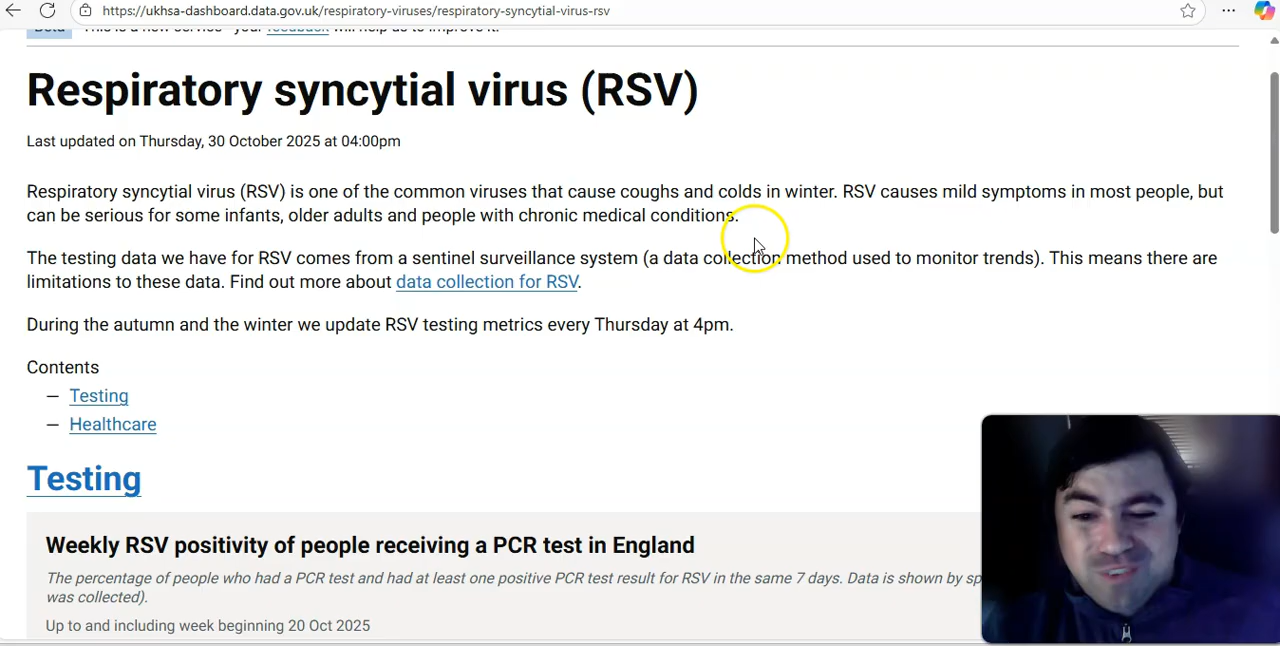 https://ukhsa-dashboard.data.gov.uk/respiratory-viruses/respiratory-syncytial-virus-rsv
Data This is a new service - your feedback will help us to improve it.
Respiratory syncytial virus (RSV)
Last updated on Thursday, 30 October 2025 at 04:00pm
Respiratory syncytial virus (RSV) is one of the common viruses that cause coughs and colds in winter. RSV causes mild symptoms in most people, but
can be serious for some infants, older adults and people with chronic medical conditions.
The testing data we have for RSV comes from a sentinel surveillance system (a data collection method used to monitor trends). This means there are
limitations to these data. Find out more about data collection for RSV.
During the autumn and the winter we update RSV testing metrics every Thursday at 4pm.
Contents
– Testing
– Healthcare
Testing
Weekly RSV positivity of people receiving a PCR test in England
The percentage of people who had a PCR test and had at least one positive PCR test result for RSV in the same 7 days. Data is shown by sp
was collected).
Up to and including week beginning 20 Oct 2025